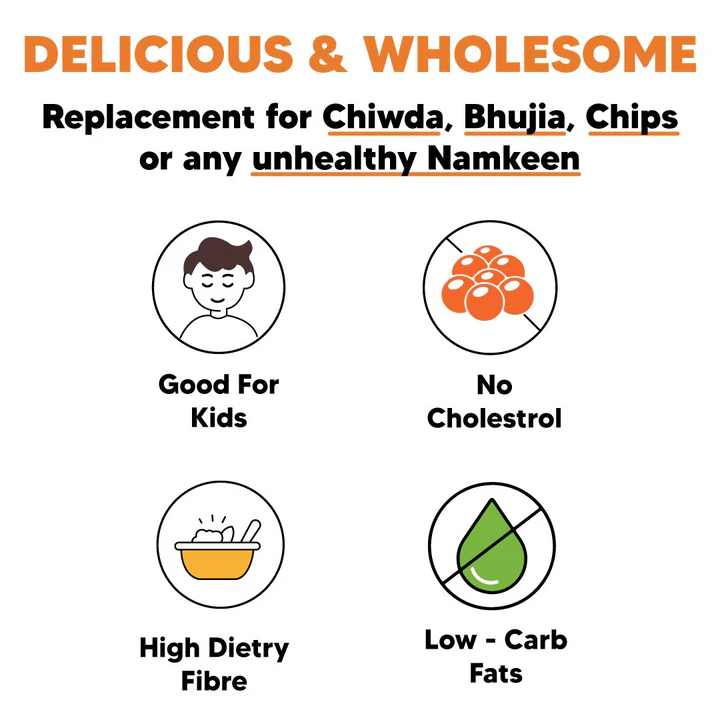 DELICIOUS & WHOLESOME
Replacement for Chiwda, Bhujia, Chips
or any unhealthy Namkeen
Good For
Kids
No
Cholestrol
High Dietry
Fibre
Low - Carb
Fats